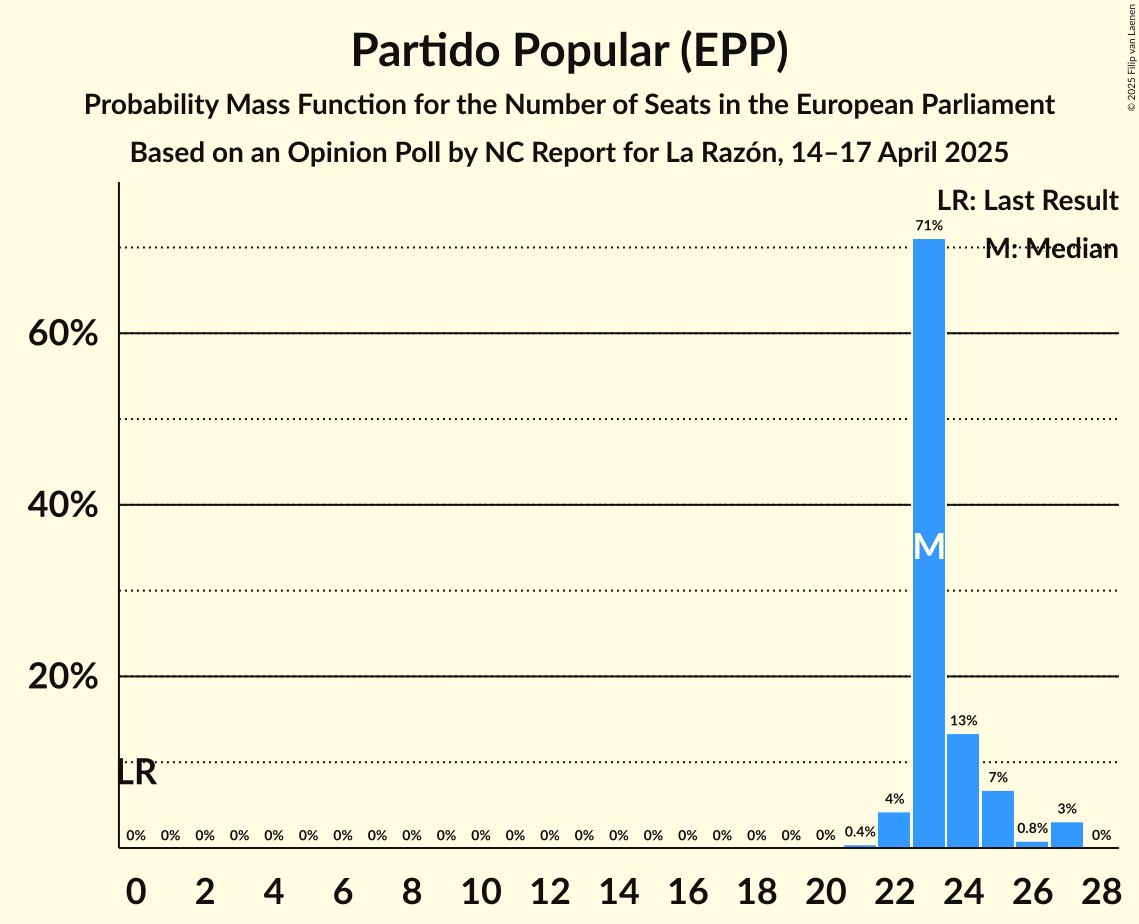 Partido Popular (EPP)
Probability Mass Function for the Number of Seats in the European Parliament
Based on an Opinion Poll by NC Report for La Razón, 14–17 April 2025
© 2025 Filip van Laenen
LR: Last Result
M: Median
71%
60%
40%
M
20%
13%
LR
7%
4%
3%
0% 0% 0% 0% 0% 0% 0% 0% 0% 0% 0% 0% 0% 0% 0% 0% 0% 0% 0% 0% 0% 0.4% 0.8% 0%
0 2 4 6 8 10 12 14 16 18 20 22 24 26 28